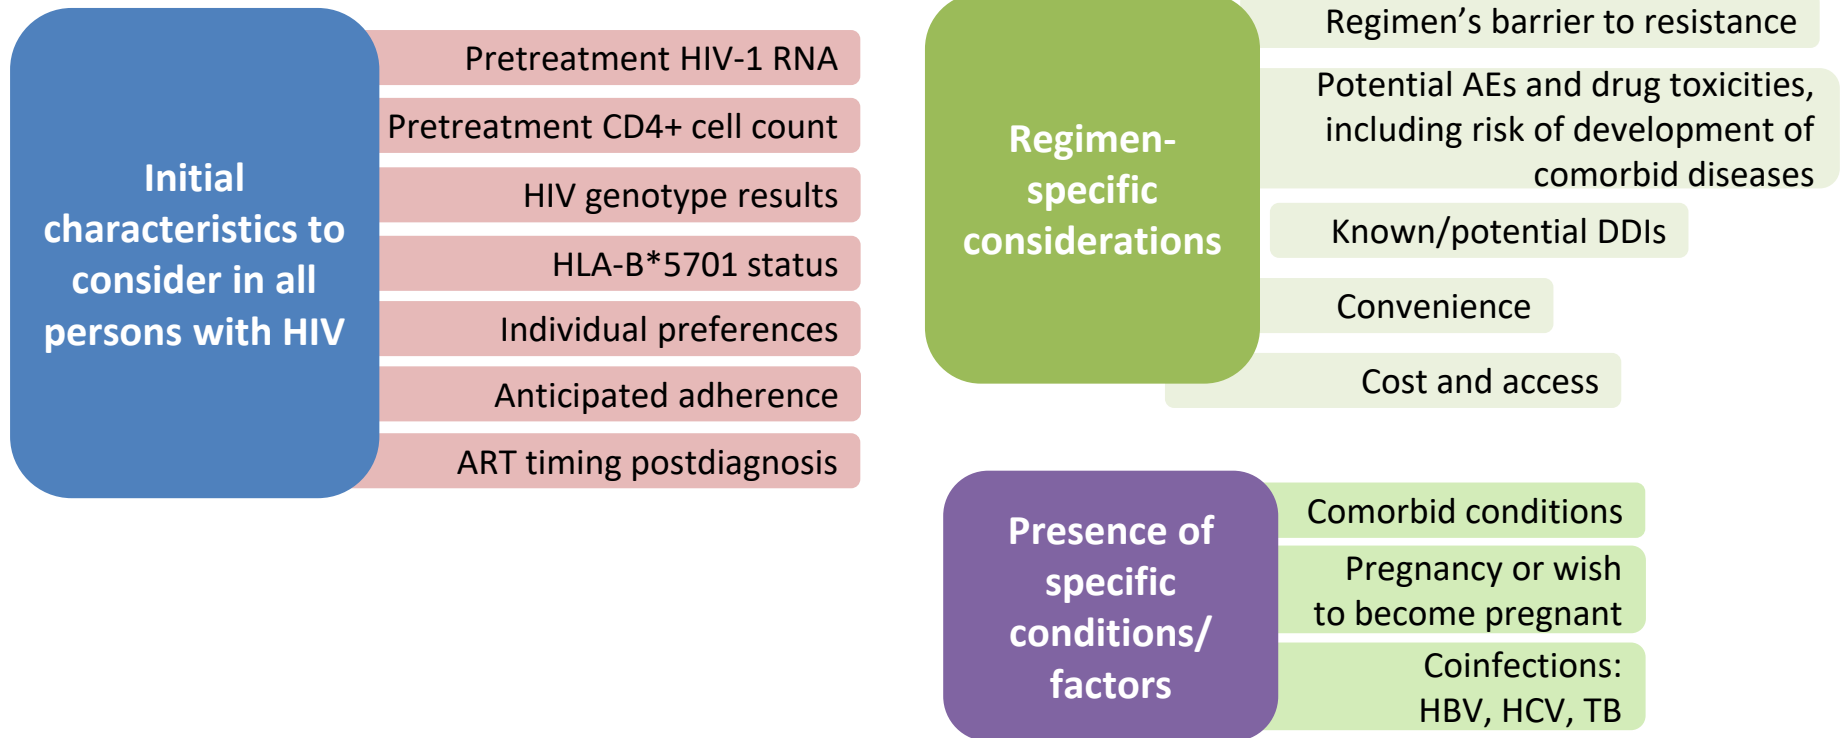 Initial
characteristics to
consider in all
persons with HIV
Pretreatment HIV-1 RNA
Pretreatment CD4+ cell count
HIV genotype results
HLA-B*5701 status
Individual preferences
Anticipated adherence
ART timing postdiagnosis
Regimen-
specific
considerations
Regimen’s barrier to resistance
Potential AEs and drug toxicities,
including risk of development of
comorbid diseases
Known/potential DDIs
Convenience
Cost and access
Presence of
specific
conditions/
factors
Comorbid conditions
Pregnancy or wish
to become pregnant
Coinfections:
HBV, HCV, TB